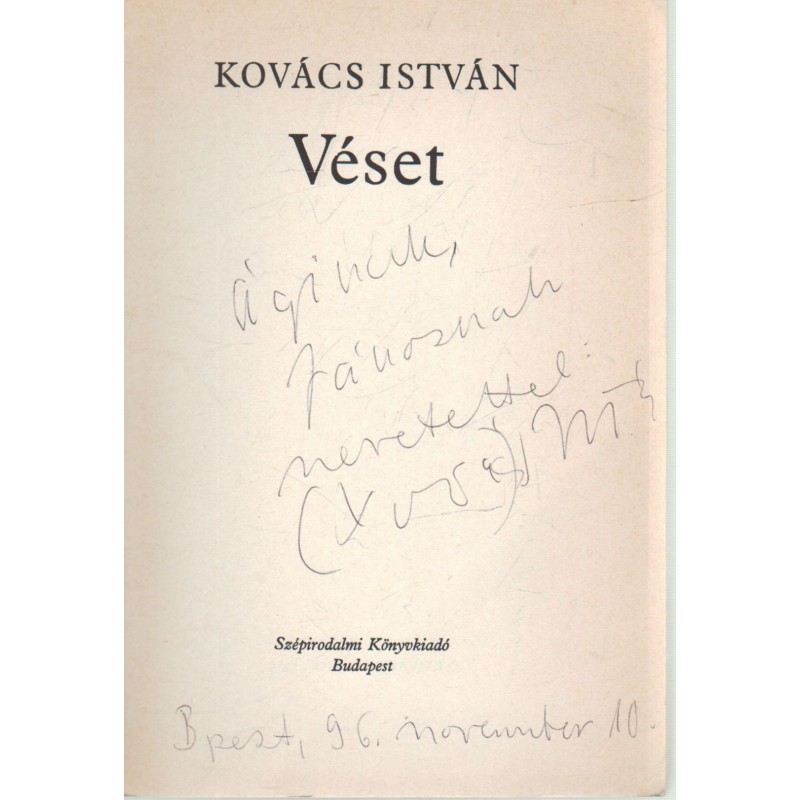 KOVÁCS ISTVÁN
Véset
Áginak,
Jánosnak
szeretettel:
Szépirodalmi Könyvkiadó
Budapest
Bpest, 96. november 10.